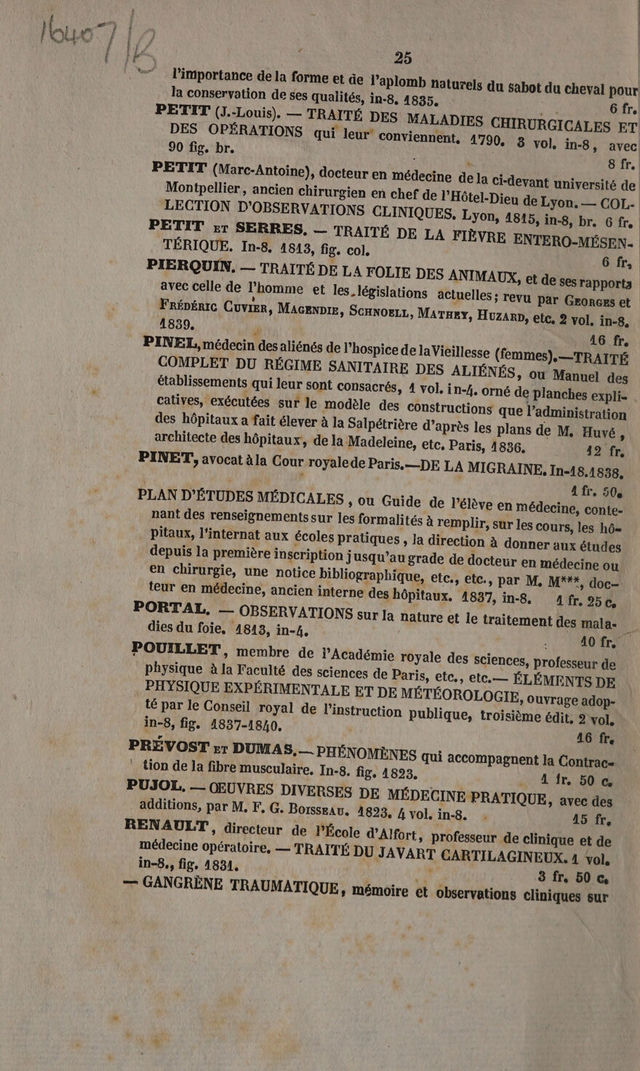 16407/B
25
l'importance de la forme et de l'aplomb naturels du sabot du cheval pour
la conservation de ses qualités, in-8. 1835. 6 fr.
PETIT (J.-Louis). — TRAITÉ DES MALADIES CHIRURGICALES ET
DES OPÉRATIONS qui leur conviennent. 1790. 3 vol. in-8, avec
90 fig. br. 8 fr.
PETIT (Marc-Antoine), docteur en médecine de la ci-devant université de
Montpellier, ancien chirurgien en chef de l'Hôtel-Dieu de Lyon. — COL-
LECTION D'OBSERVATIONS CLINIQUES. Lyon, 1815, in-8, br. 6 fr.
PETIT ET SERRES. — TRAITÉ DE LA FIÈVRE ENTERO-MÉSEN-
TÉRIQUE. In-8. 1813, fig. col. 6 fr.
PIERQUIN. — TRAITÉ DE LA FOLIE DES ANIMAUX, et de ses rapports
avec celle de l'homme et les législations actuelles; revu par GEORGES et
FRÉDÉRIC CUVIER, MAGENDIE, SCHNOELL, MATHEY, HUZARD, etc. 2 vol. in-8.
1839. 16 fr.
PINEL, médecin des aliénés de l'hospice de la Vieillesse (femmes).—TRAITÉ
COMPLET DU RÉGIME SANITAIRE DES ALIÉNÉS, ou Manuel des
établissements qui leur sont consacrés, 1 vol. in-4. orné de planches expli-
catives, exécutées sur le modèle des constructions que l'administration
des hôpitaux a fait élever à la Salpétrière d'après les plans de M. Huvé,
architecte des hôpitaux, de la Madeleine, etc. Paris, 1836. 12 fr.
PINET, avocat à la Cour royale de Paris.—DE LA MIGRAINE. In-18.1838.
1 fr. 50.
PLAN D'ÉTUDES MÉDICALES, ou Guide de l'élève en médecine, conte-
nant des renseignements sur les formalités à remplir, sur les cours, les hô-
pitaux, l'internat aux écoles pratiques, la direction à donner aux études
depuis la première inscription jusqu'au grade de docteur en médecine ou
en chirurgie, une notice bibliographique, etc., etc., par M. M***, doc-
teur en médecine, ancien interne des hôpitaux. 1837, in-8. 1 fr. 25 c.
PORTAL. — OBSERVATIONS sur la nature et le traitement des mala-
dies du foie. 1813, in-4. 10 fr.
POUILLET, membre de l'Académie royale des sciences, professeur de
physique à la Faculté des sciences de Paris, etc., etc.— ÉLÉMENTS DE
PHYSIQUE EXPÉRIMENTALE ET DE MÉTÉOROLOGIE, ouvrage adop-
té par le Conseil royal de l'instruction publique, troisième édit. 2 vol.
in-8, fig. 1837-1840. 16 fr.
PRÉVOST ET DUMAS.— PHÉNOMÈNES qui accompagnent la Contrac-
tion de la fibre musculaire. In-8. fig. 1823. 1 fr. 50 c.
PUJOL. — ŒUVRES DIVERSES DE MÉDECINE PRATIQUE, avec des
additions, par M. F. G. BOISSEAU. 1823. 4 vol. in-8. 15 fr.
RENAULT, directeur de l'École d'Alfort, professeur de clinique et de
médecine opératoire. — TRAITÉ DU JAVART CARTILAGINEUX. 1 vol.
in-8., fig. 1831. 3 fr. 50 c.
— GANGRÈNE TRAUMATIQUE, mémoire et observations cliniques sur